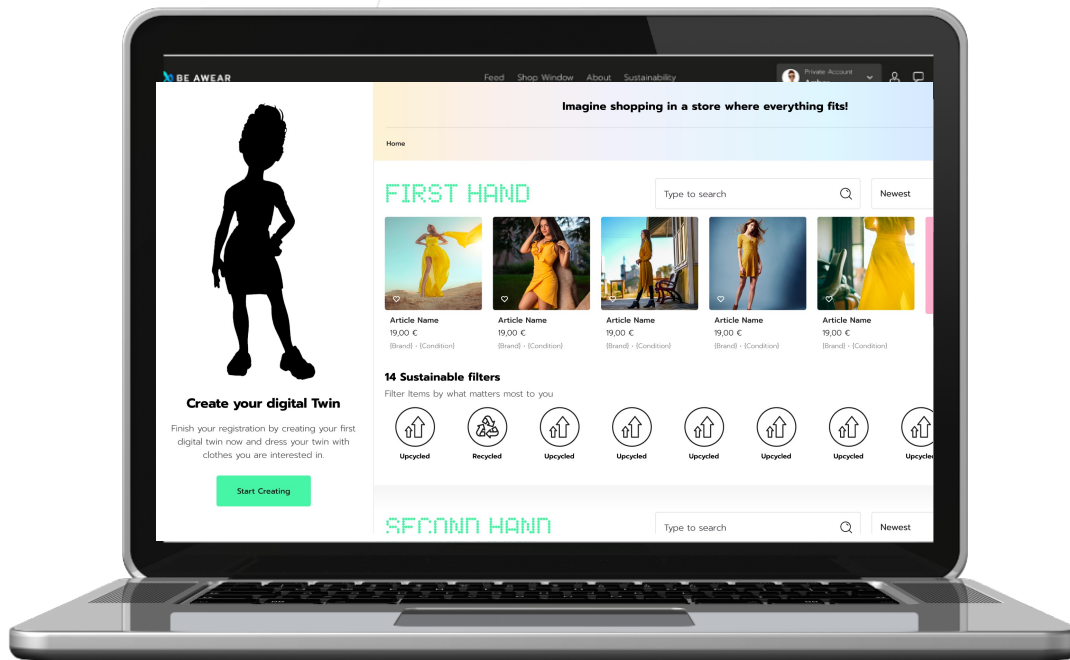 BE AWEAR
Feed Shop Window About Sustainability
Private Account
Imagine shopping in a store where everything fits!
Home
FIRST HAND
Type to search
Newest
Article Name
19,00 €
{Brand} • {Condition}
Article Name
19,00 €
{Brand} • {Condition}
Article Name
19,00 €
{Brand} • {Condition}
Article Name
19,00 €
{Brand} • {Condition}
Article Name
19,00 €
{Brand} • {Condition}
14 Sustainable filters
Filter Items by what matters most to you
Upcycled
Recycled
Upcycled
Upcycled
Upcycled
Upcycled
Upcycled
Upcycled
Create your digital Twin
Finish your registration by creating your first
digital twin now and dress your twin with
clothes you are interested in.
Start Creating
SECOND HAND
Type to search
Newest